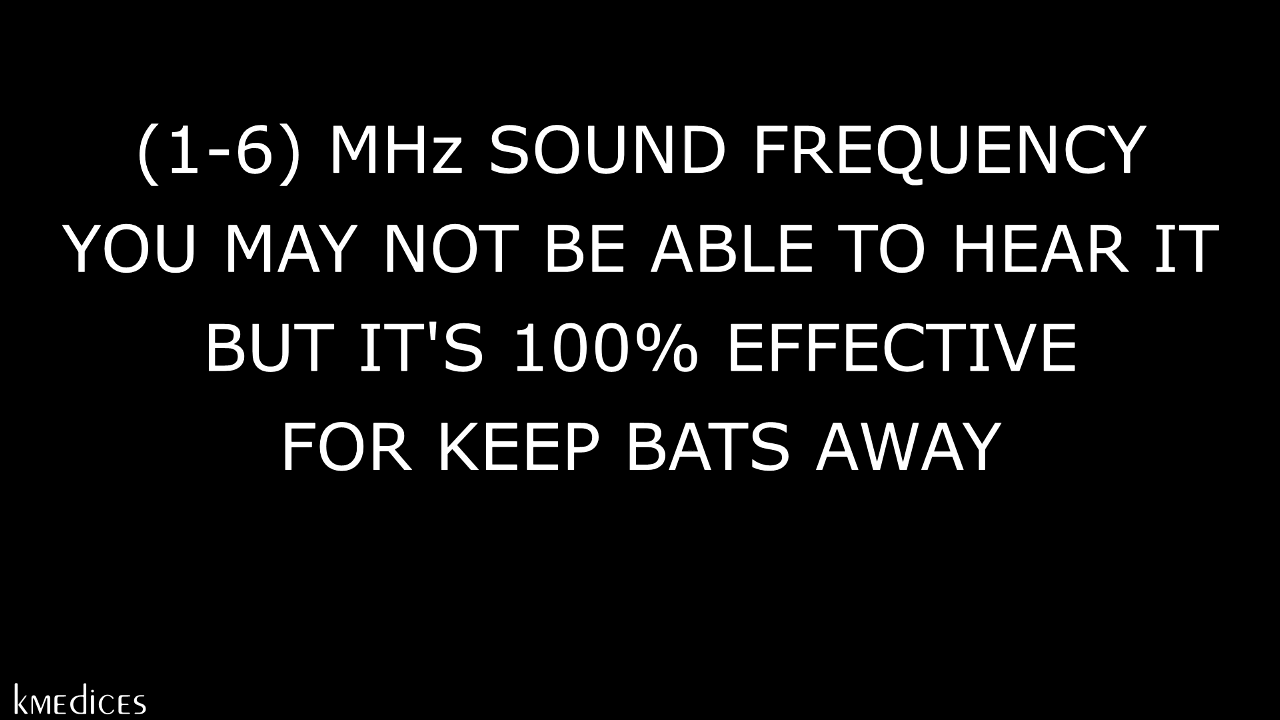 (1-6) MHz SOUND FREQUENCY
YOU MAY NOT BE ABLE TO HEAR IT
BUT IT'S 100% EFFECTIVE
FOR KEEP BATS AWAY
kMEdiCES